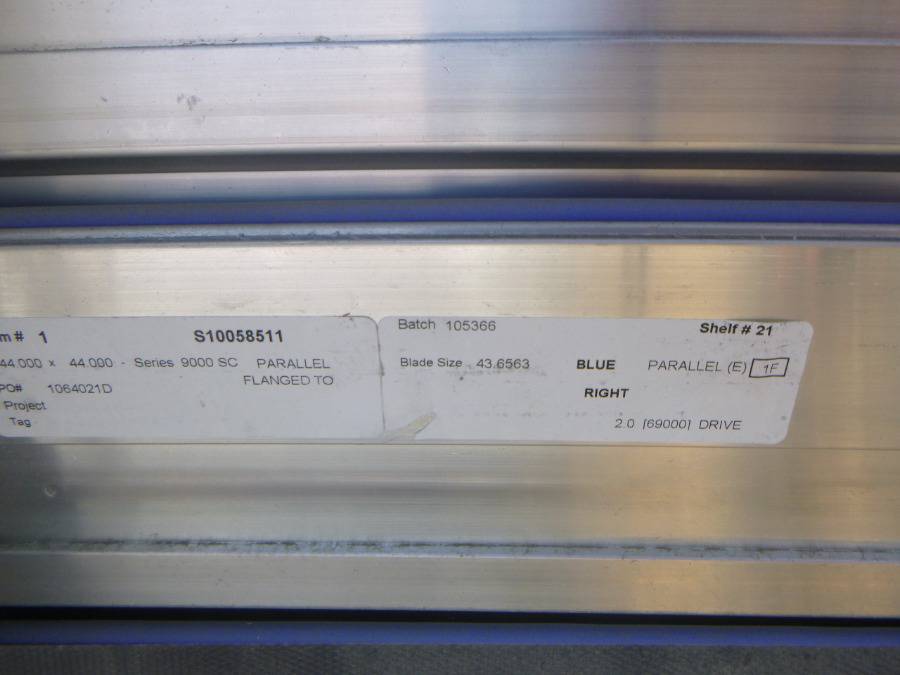 m# 1 S10058511
44.000 x 44.000 - Series 9000 SC PARALLEL
FLANGED TO
PO# 1064021D
Project
Tag
Batch 105366 Shelf # 21
Blade Size 43.6563 BLUE PARALLEL (E) 1F
RIGHT
2.0 [69000] DRIVE